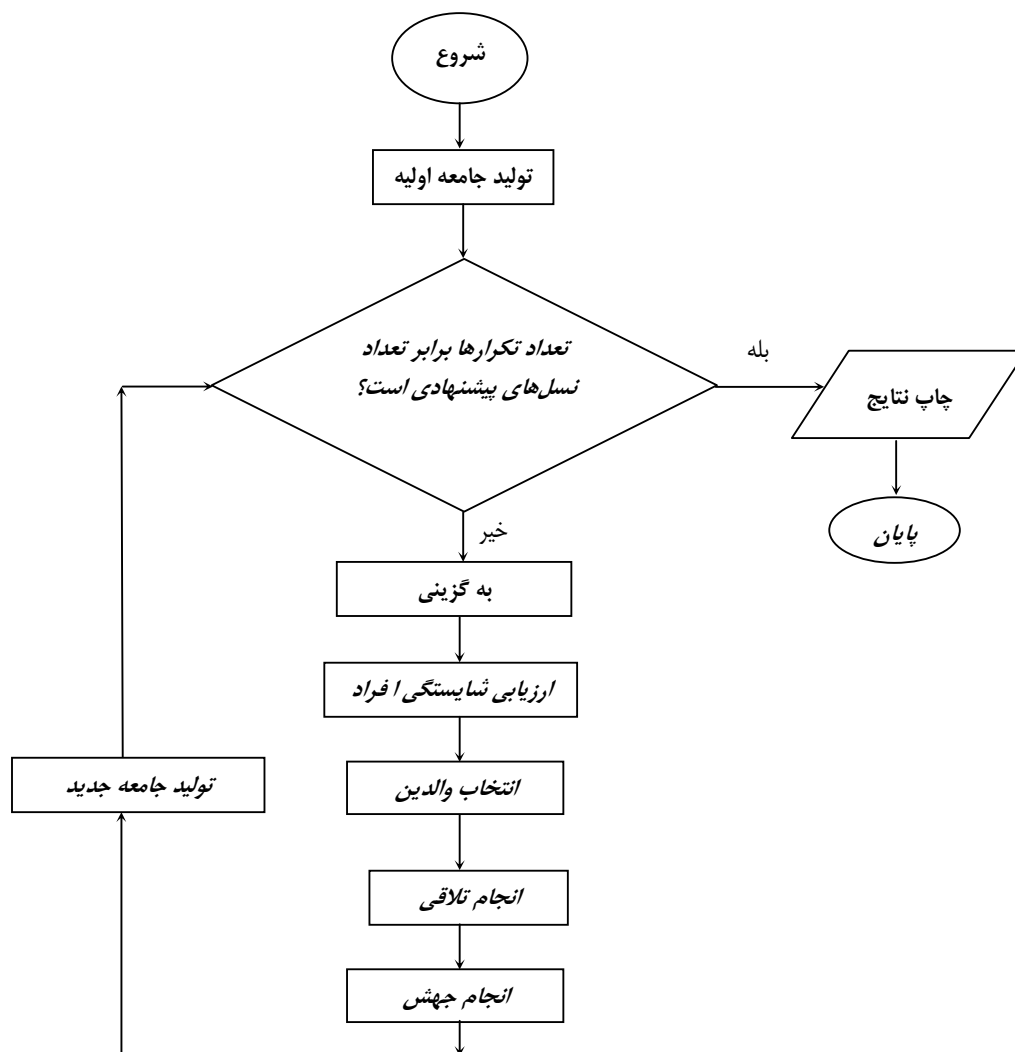 شروع
تولید جامعه اولیه
تعداد تکرارها برابر تعداد
نسل‌های پیشنهادی است؟
بله
چاپ نتایج
پایان
خیر
به گزینی
ارزیابی شایستگی ا فراد
انتخاب والدین
تولید جامعه جدید
انجام تلاقی
انجام جهش